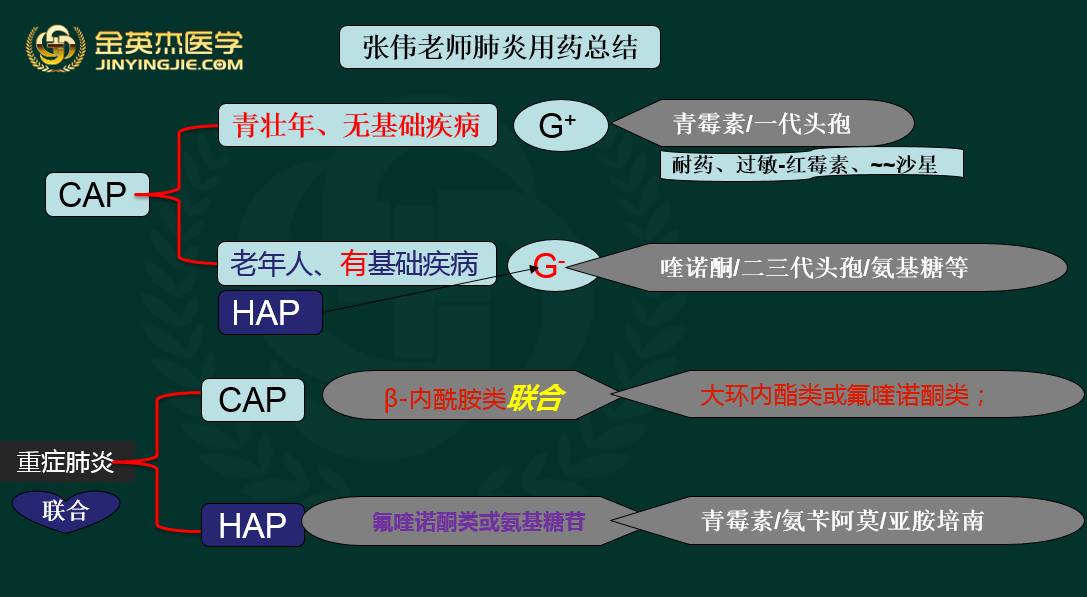 金英杰医学
JINYINGJIE.COM
张伟老师肺炎用药总结
青壮年、无基础疾病
G+
青霉素/一代头孢
耐药、过敏-红霉素、~~沙星
CAP
老年人、有基础疾病
G-
喹诺酮/二三代头孢/氨基糖等
HAP
CAP
β-内酰胺类联合
大环内酯类或氟喹诺酮类；
重症肺炎
联合
HAP
氟喹诺酮类或氨基糖苷
青霉素/氨苄阿莫/亚胺培南